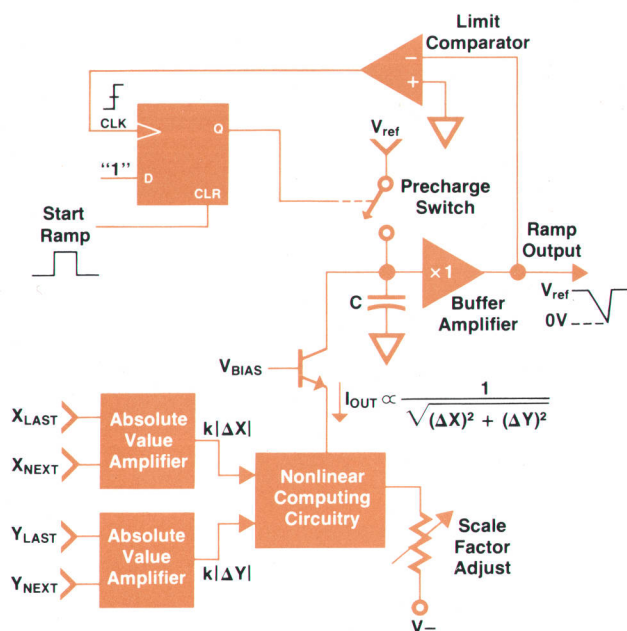 Limit
Comparator
−
+
CLK
Q
"1"
D
CLR
Start
Ramp
Vref
Precharge
Switch
Ramp
Output
Vref
0V
×1
C
Buffer
Amplifier
VBIAS
IOUT ∝ 1 / √(ΔX)² + (ΔY)²
XLAST
XNEXT
Absolute
Value
Amplifier
k|ΔX|
Nonlinear
Computing
Circuitry
YLAST
YNEXT
Absolute
Value
Amplifier
k|ΔY|
Scale
Factor
Adjust
V−